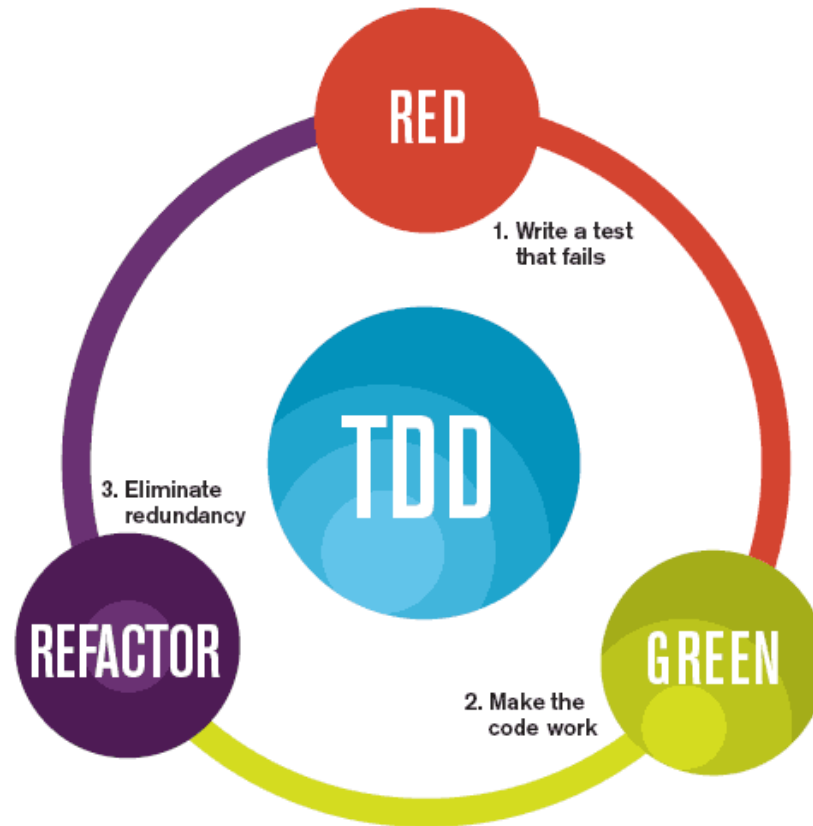 RED
1. Write a test
that fails
TDD
3. Eliminate
redundancy
REFACTOR
GREEN
2. Make the
code work